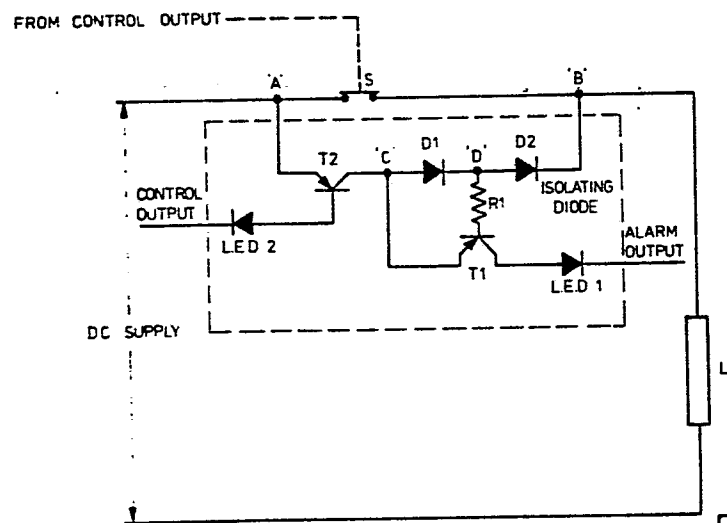 FROM CONTROL OUTPUT
S
'A'
'B'
D1
D2
T2
'C'
'D'
CONTROL
OUTPUT
R1
ISOLATING
DIODE
ALARM
OUTPUT
L.E.D 2
T1
L.E.D 1
DC SUPPLY
L